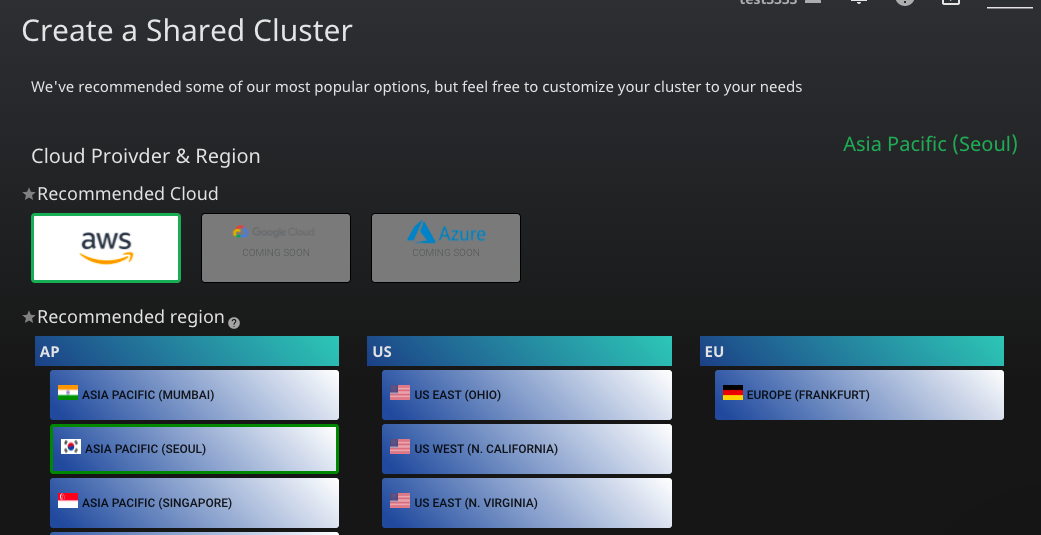 test3333
Create a Shared Cluster
We've recommended some of our most popular options, but feel free to customize your cluster to your needs
Asia Pacific (Seoul)
Cloud Proivder & Region
Recommended Cloud
aws
Google Cloud
COMING SOON
Azure
COMING SOON
Recommended region ?
AP
ASIA PACIFIC (MUMBAI)
ASIA PACIFIC (SEOUL)
ASIA PACIFIC (SINGAPORE)
US
US EAST (OHIO)
US WEST (N. CALIFORNIA)
US EAST (N. VIRGINIA)
EU
EUROPE (FRANKFURT)